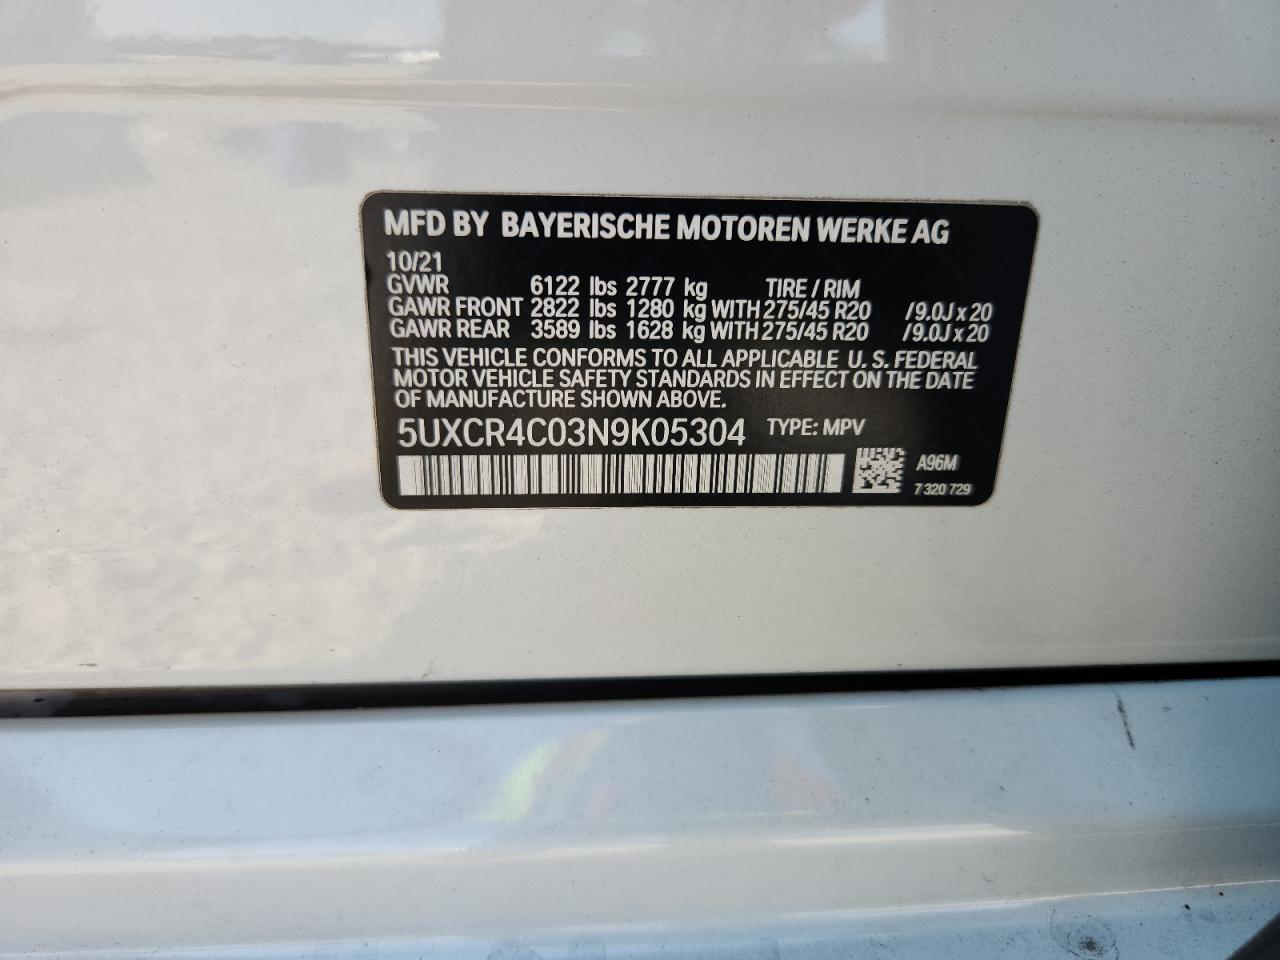 MFD BY BAYERISCHE MOTOREN WERKE AG
10/21
GVWR 6122 lbs 2777 kg TIRE / RIM
GAWR FRONT 2822 lbs 1280 kg WITH 275/45 R20 /9.0J x 20
GAWR REAR 3589 lbs 1628 kg WITH 275/45 R20 /9.0J x 20
THIS VEHICLE CONFORMS TO ALL APPLICABLE U. S. FEDERAL
MOTOR VEHICLE SAFETY STANDARDS IN EFFECT ON THE DATE
OF MANUFACTURE SHOWN ABOVE.
5UXCR4C03N9K05304 TYPE: MPV
A96M
7 320 729